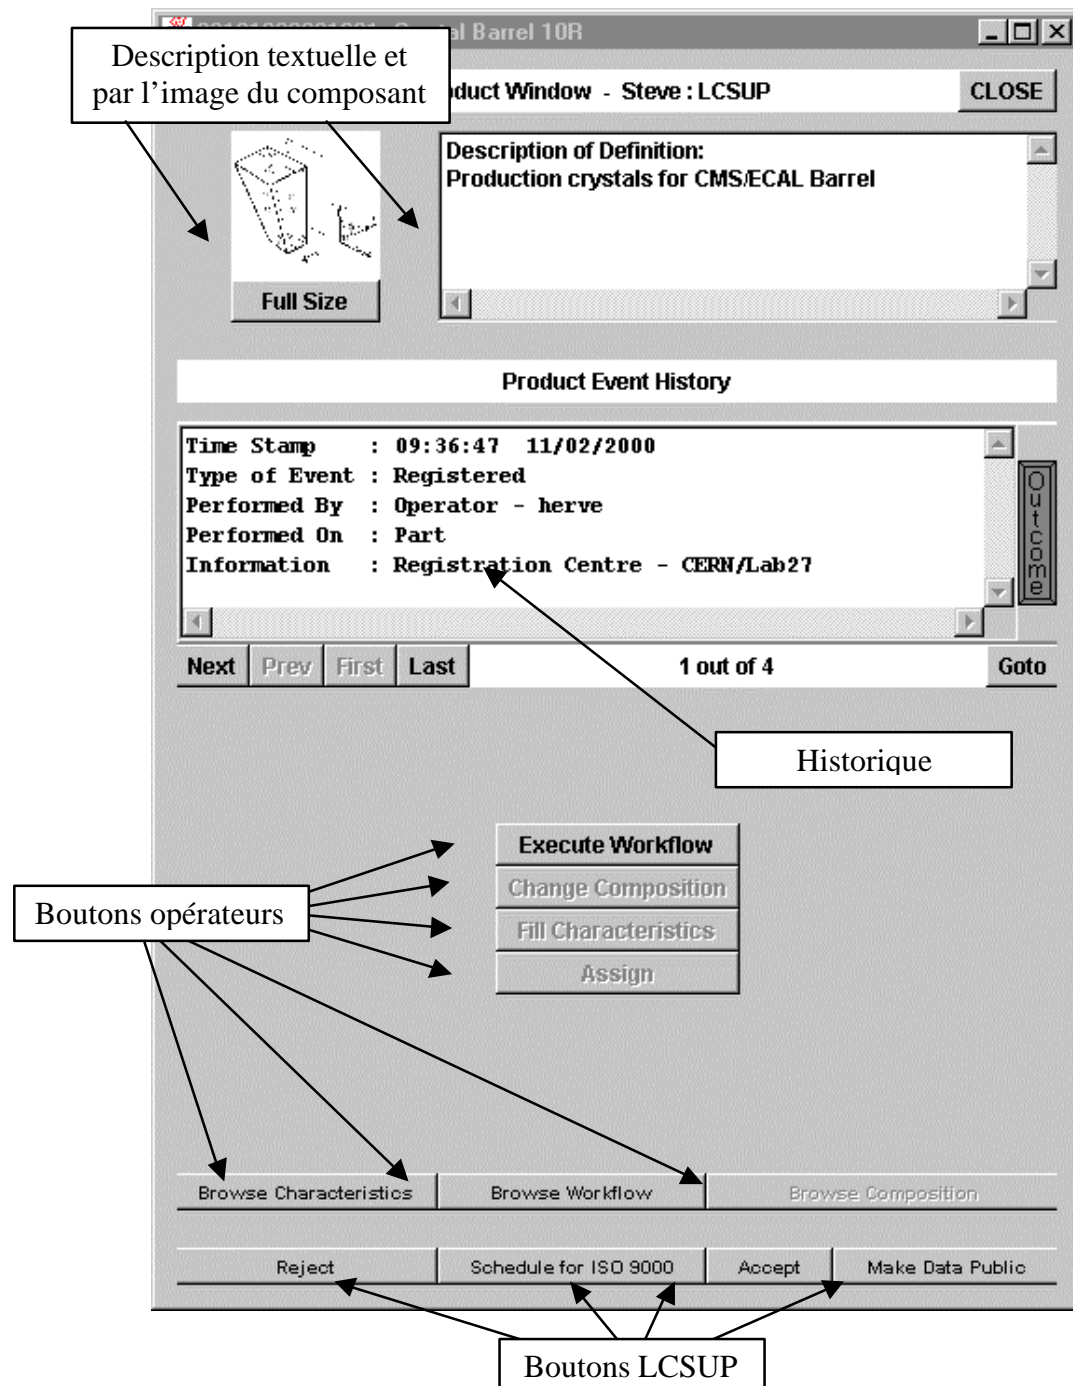 Barrel 10R
Description textuelle et
par l'image du composant
Window - Steve : LCSUP
CLOSE
Description of Definition:
Production crystals for CMS/ECAL Barrel
Full Size
Product Event History
Time Stamp : 09:36:47 11/02/2000
Type of Event : Registered
Performed By : Operator - herve
Performed On : Part
Information : Registration Centre - CERN/Lab27
Outcome
Next Prev First Last 1 out of 4 Goto
Historique
Execute Workflow
Change Composition
Boutons opérateurs
Fill Characteristics
Assign
Browse Characteristics Browse Workflow Browse Composition
Reject Schedule for ISO 9000 Accept Make Data Public
Boutons LCSUP